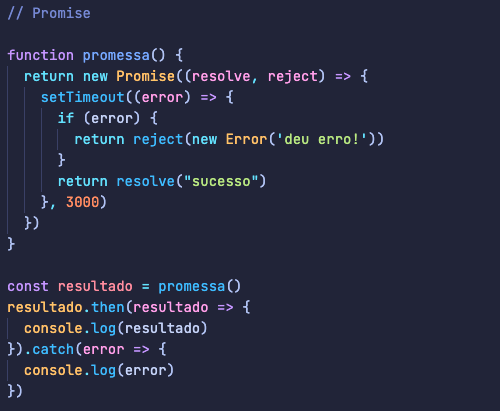 // Promise
function promessa() {
return new Promise((resolve, reject) => {
setTimeout((error) => {
if (error) {
return reject(new Error('deu erro!'))
}
return resolve("sucesso")
}, 3000)
})
}
const resultado = promessa()
resultado.then(resultado => {
console.log(resultado)
}).catch(error => {
console.log(error)
})